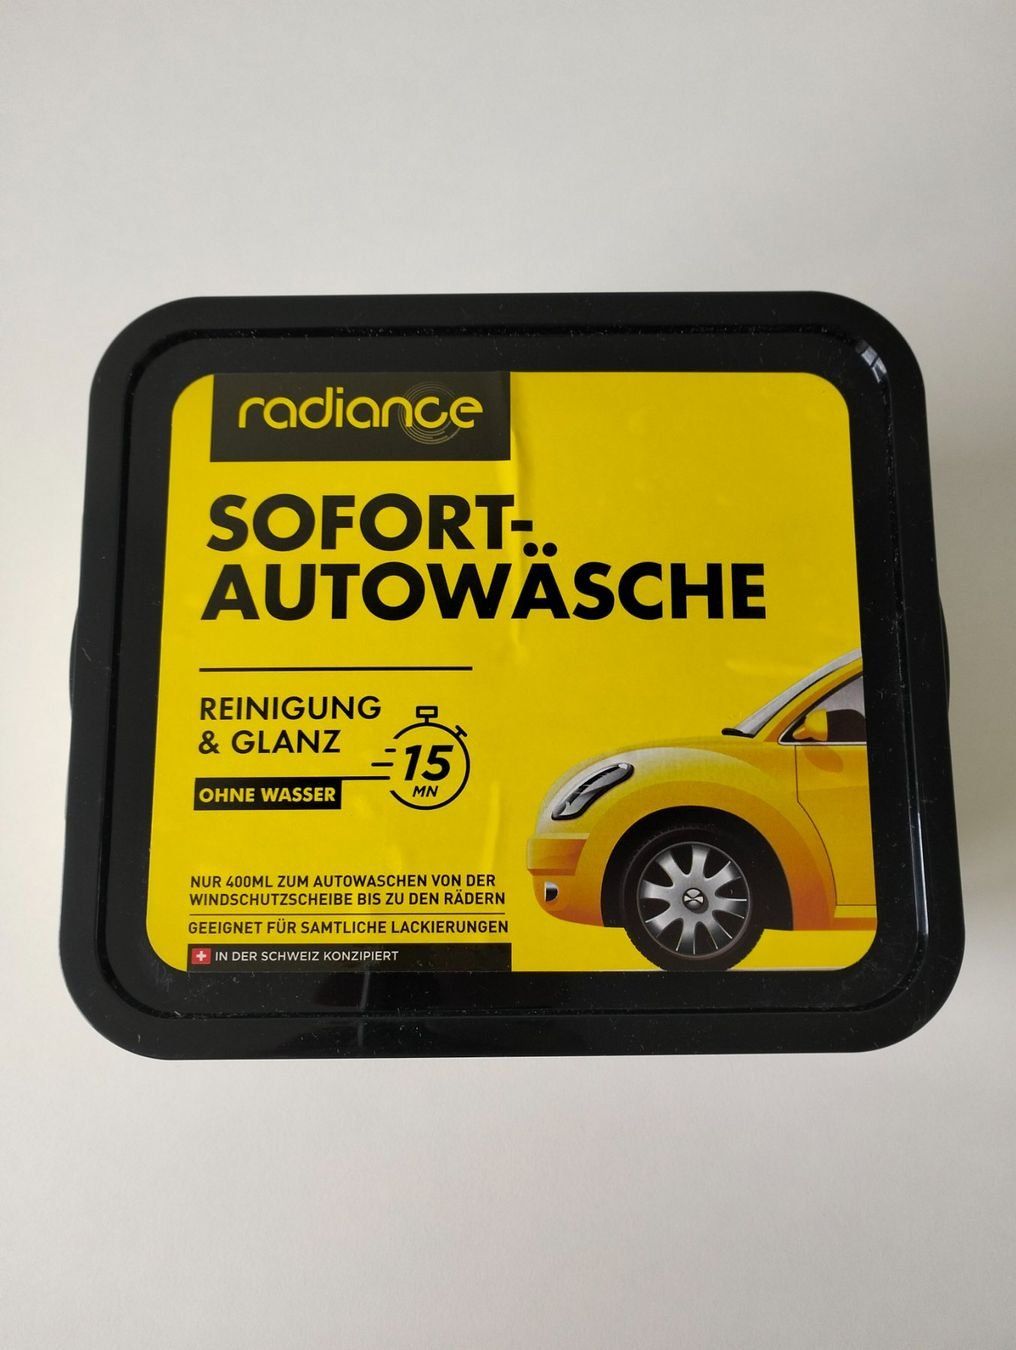 radiance
SOFORT-
AUTOWÄSCHE
REINIGUNG
& GLANZ
15
MN
OHNE WASSER
NUR 400ML ZUM AUTOWASCHEN VON DER
WINDSCHUTZSCHEIBE BIS ZU DEN RÄDERN
GEEIGNET FÜR SAMTLICHE LACKIERUNGEN
IN DER SCHWEIZ KONZIPIERT